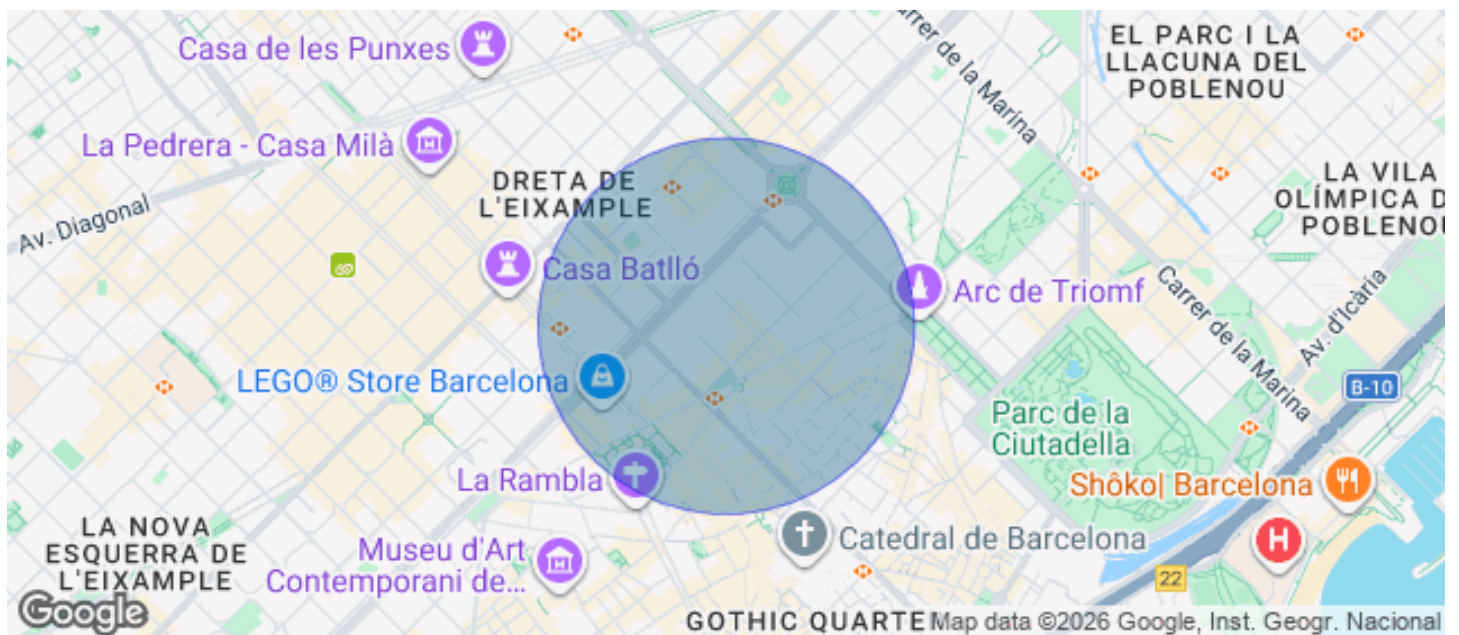 Casa de les Punxes
La Pedrera - Casa Milà
Av. Diagonal
DRETA DE
L'EIXAMPLE
Casa Batlló
LEGO® Store Barcelona
La Rambla
LA NOVA
ESQUERRA DE
L'EIXAMPLE
Museu d'Art
Contemporani de...
Catedral de Barcelona
GOTHIC QUARTE
Arc de Triomf
Parc de la
Ciutadella
Carrer de la Marina
EL PARC I LA
LLACUNA DEL
POBLENOU
LA VILA
OLÍMPICA D
POBLENOU
Carrer de la Marina
Av. d'Icària
B-10
Shôko| Barcelona
H
22
Google
Map data ©2026 Google, Inst. Geogr. Nacional